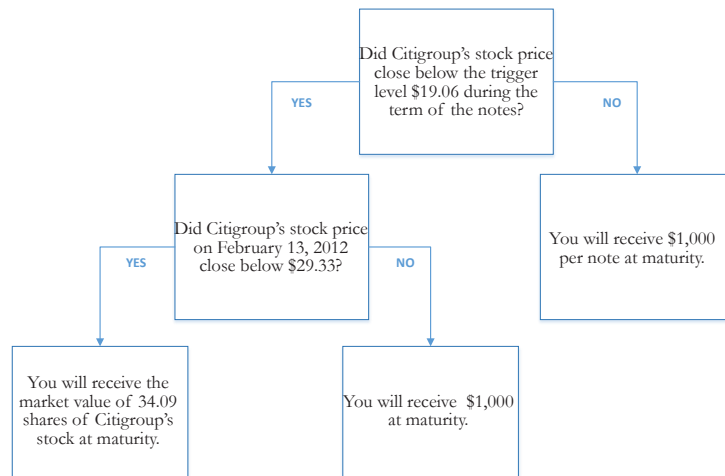 Did Citigroup’s stock price
close below the trigger
level $19.06 during the
term of the notes?
YES
NO
Did Citigroup’s stock price
on February 13, 2012
close below $29.33?
You will receive $1,000
per note at maturity.
YES
NO
You will receive the
market value of 34.09
shares of Citigroup’s
stock at maturity.
You will receive $1,000
at maturity.